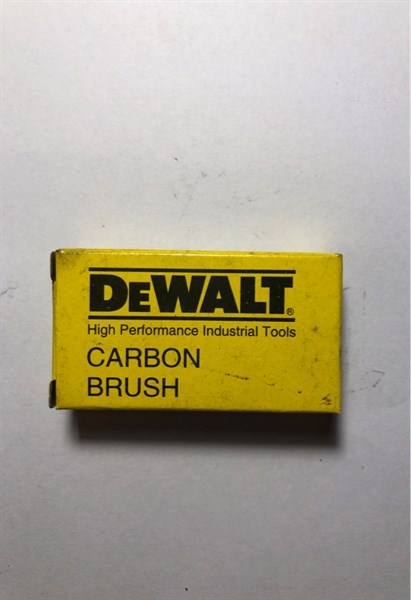 DEWALT®
High Performance Industrial Tools
CARBON
BRUSH